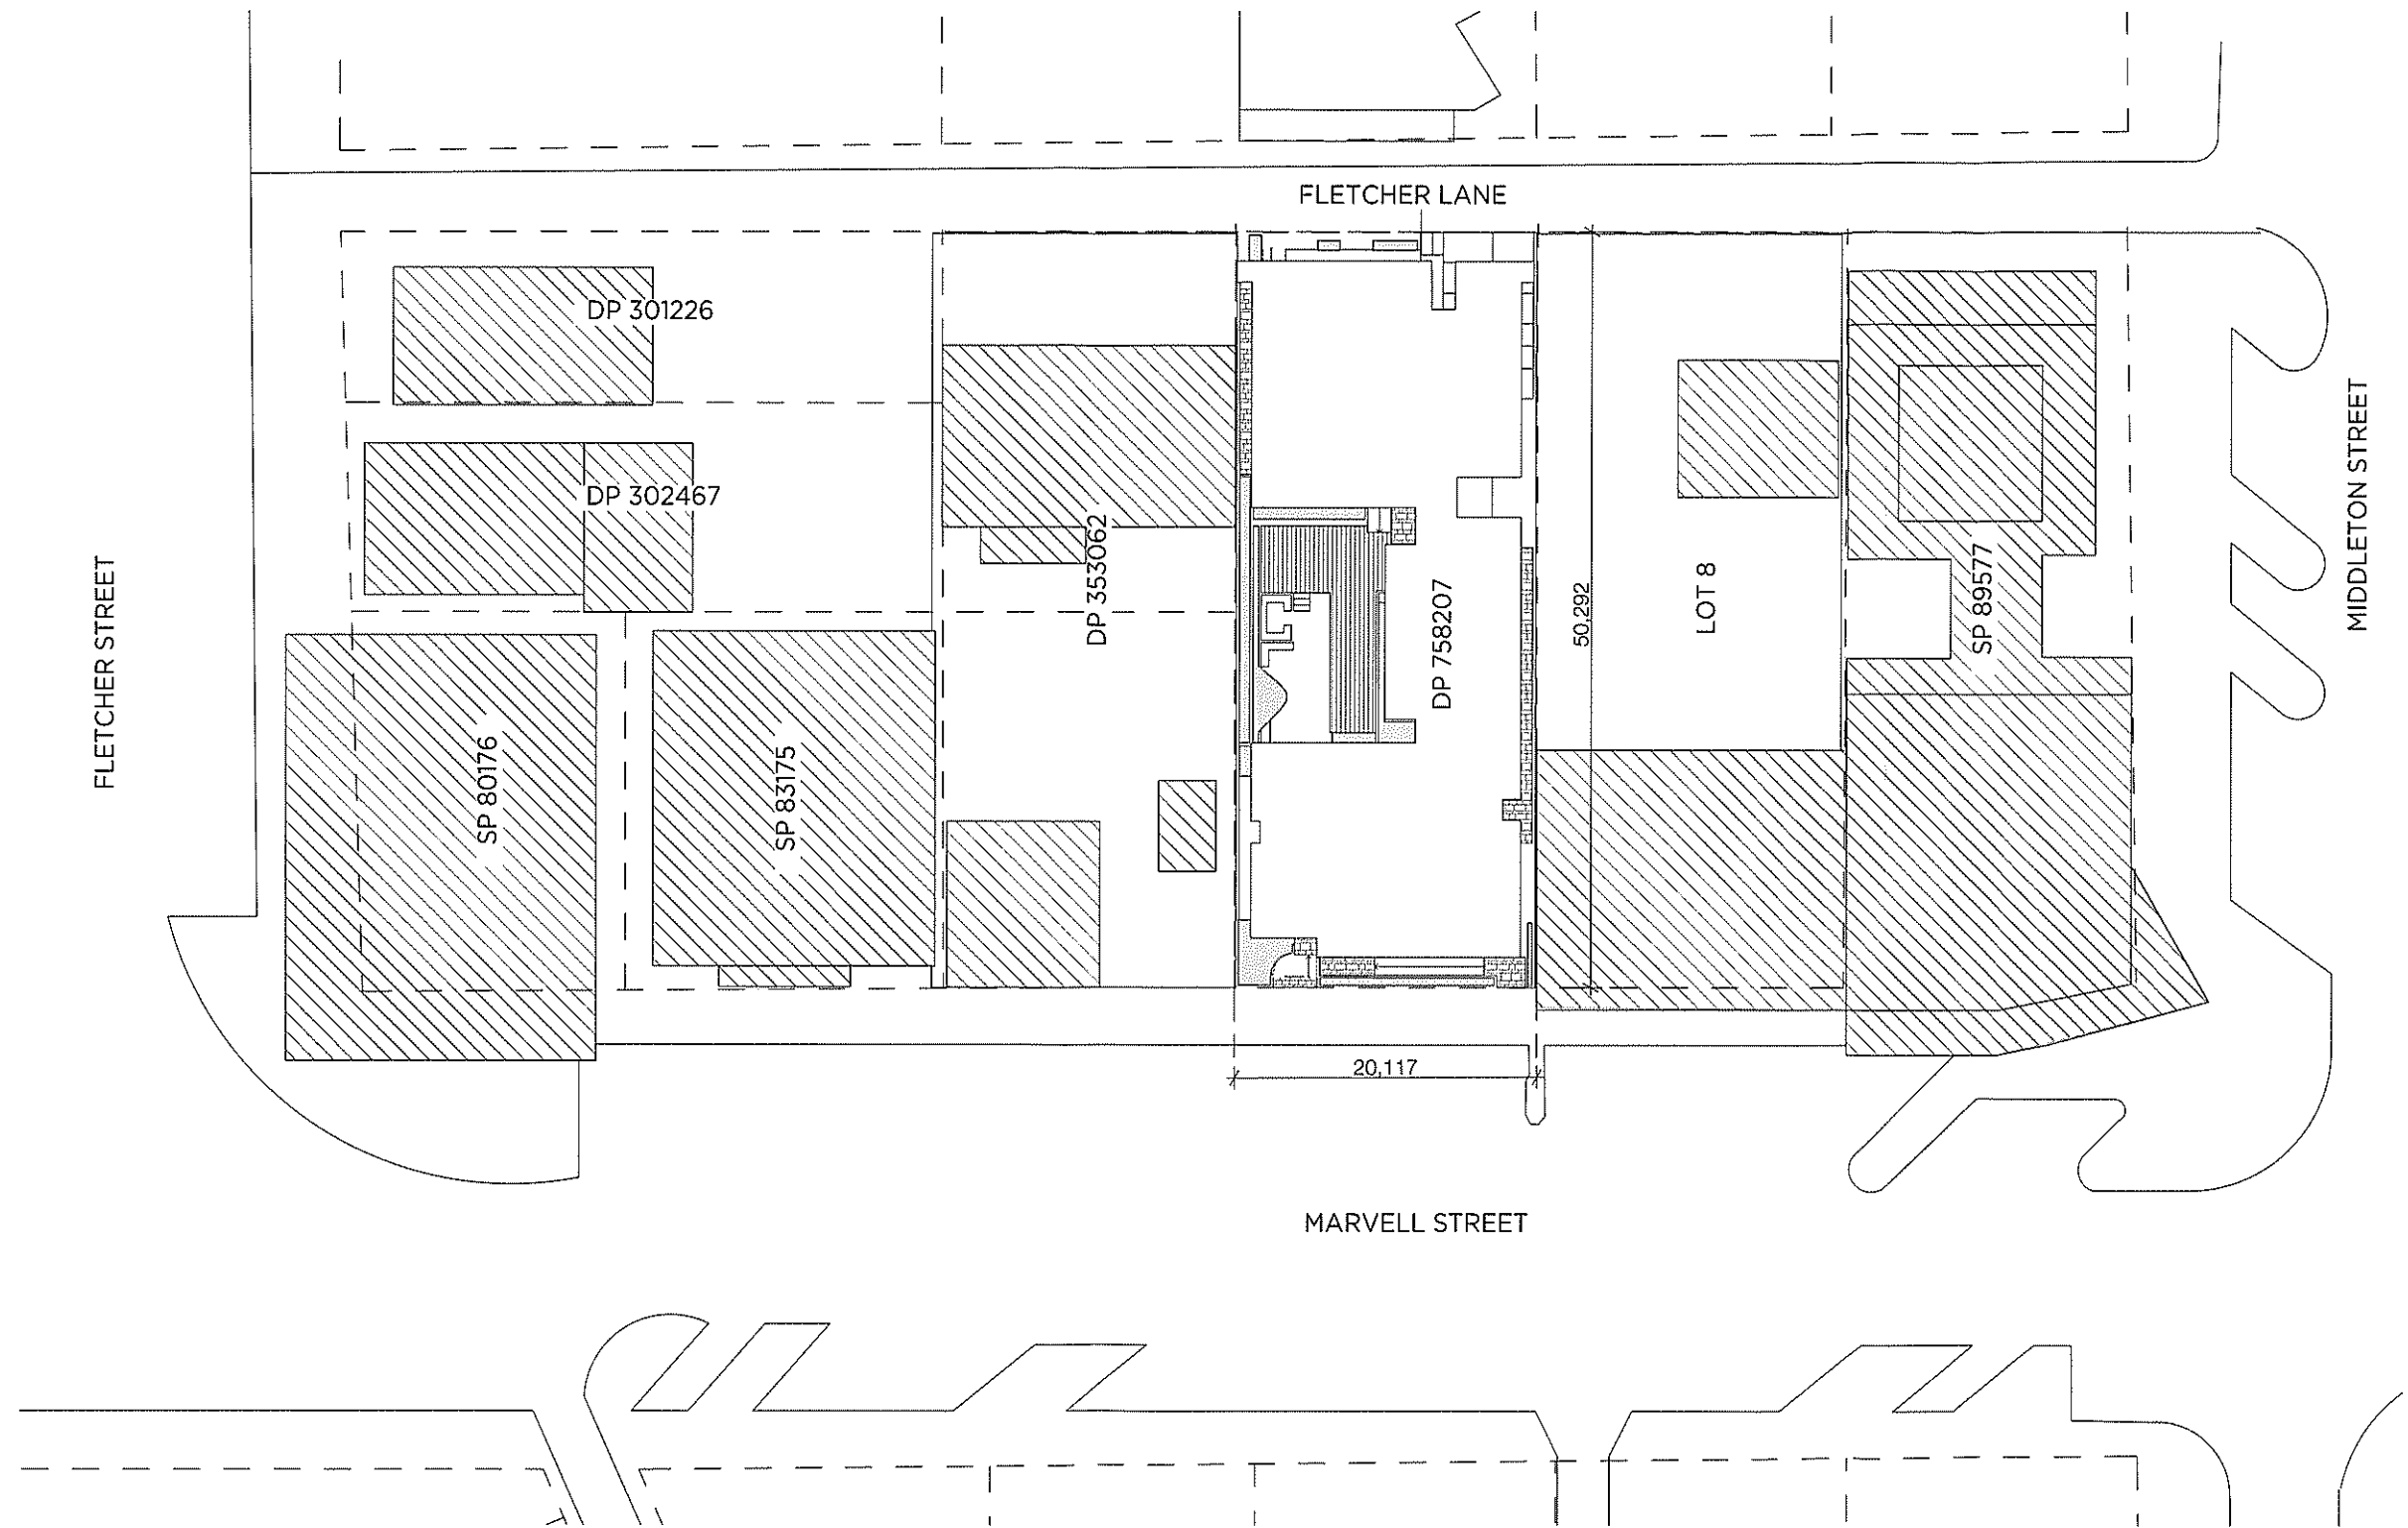 FLETCHER LANE
DP 301226
DP 302467
DP 353062
DP 758207
50,292
LOT 8
SP 89577
MIDDLETON STREET
FLETCHER STREET
SP 80176
SP 83175
20,117
MARVELL STREET